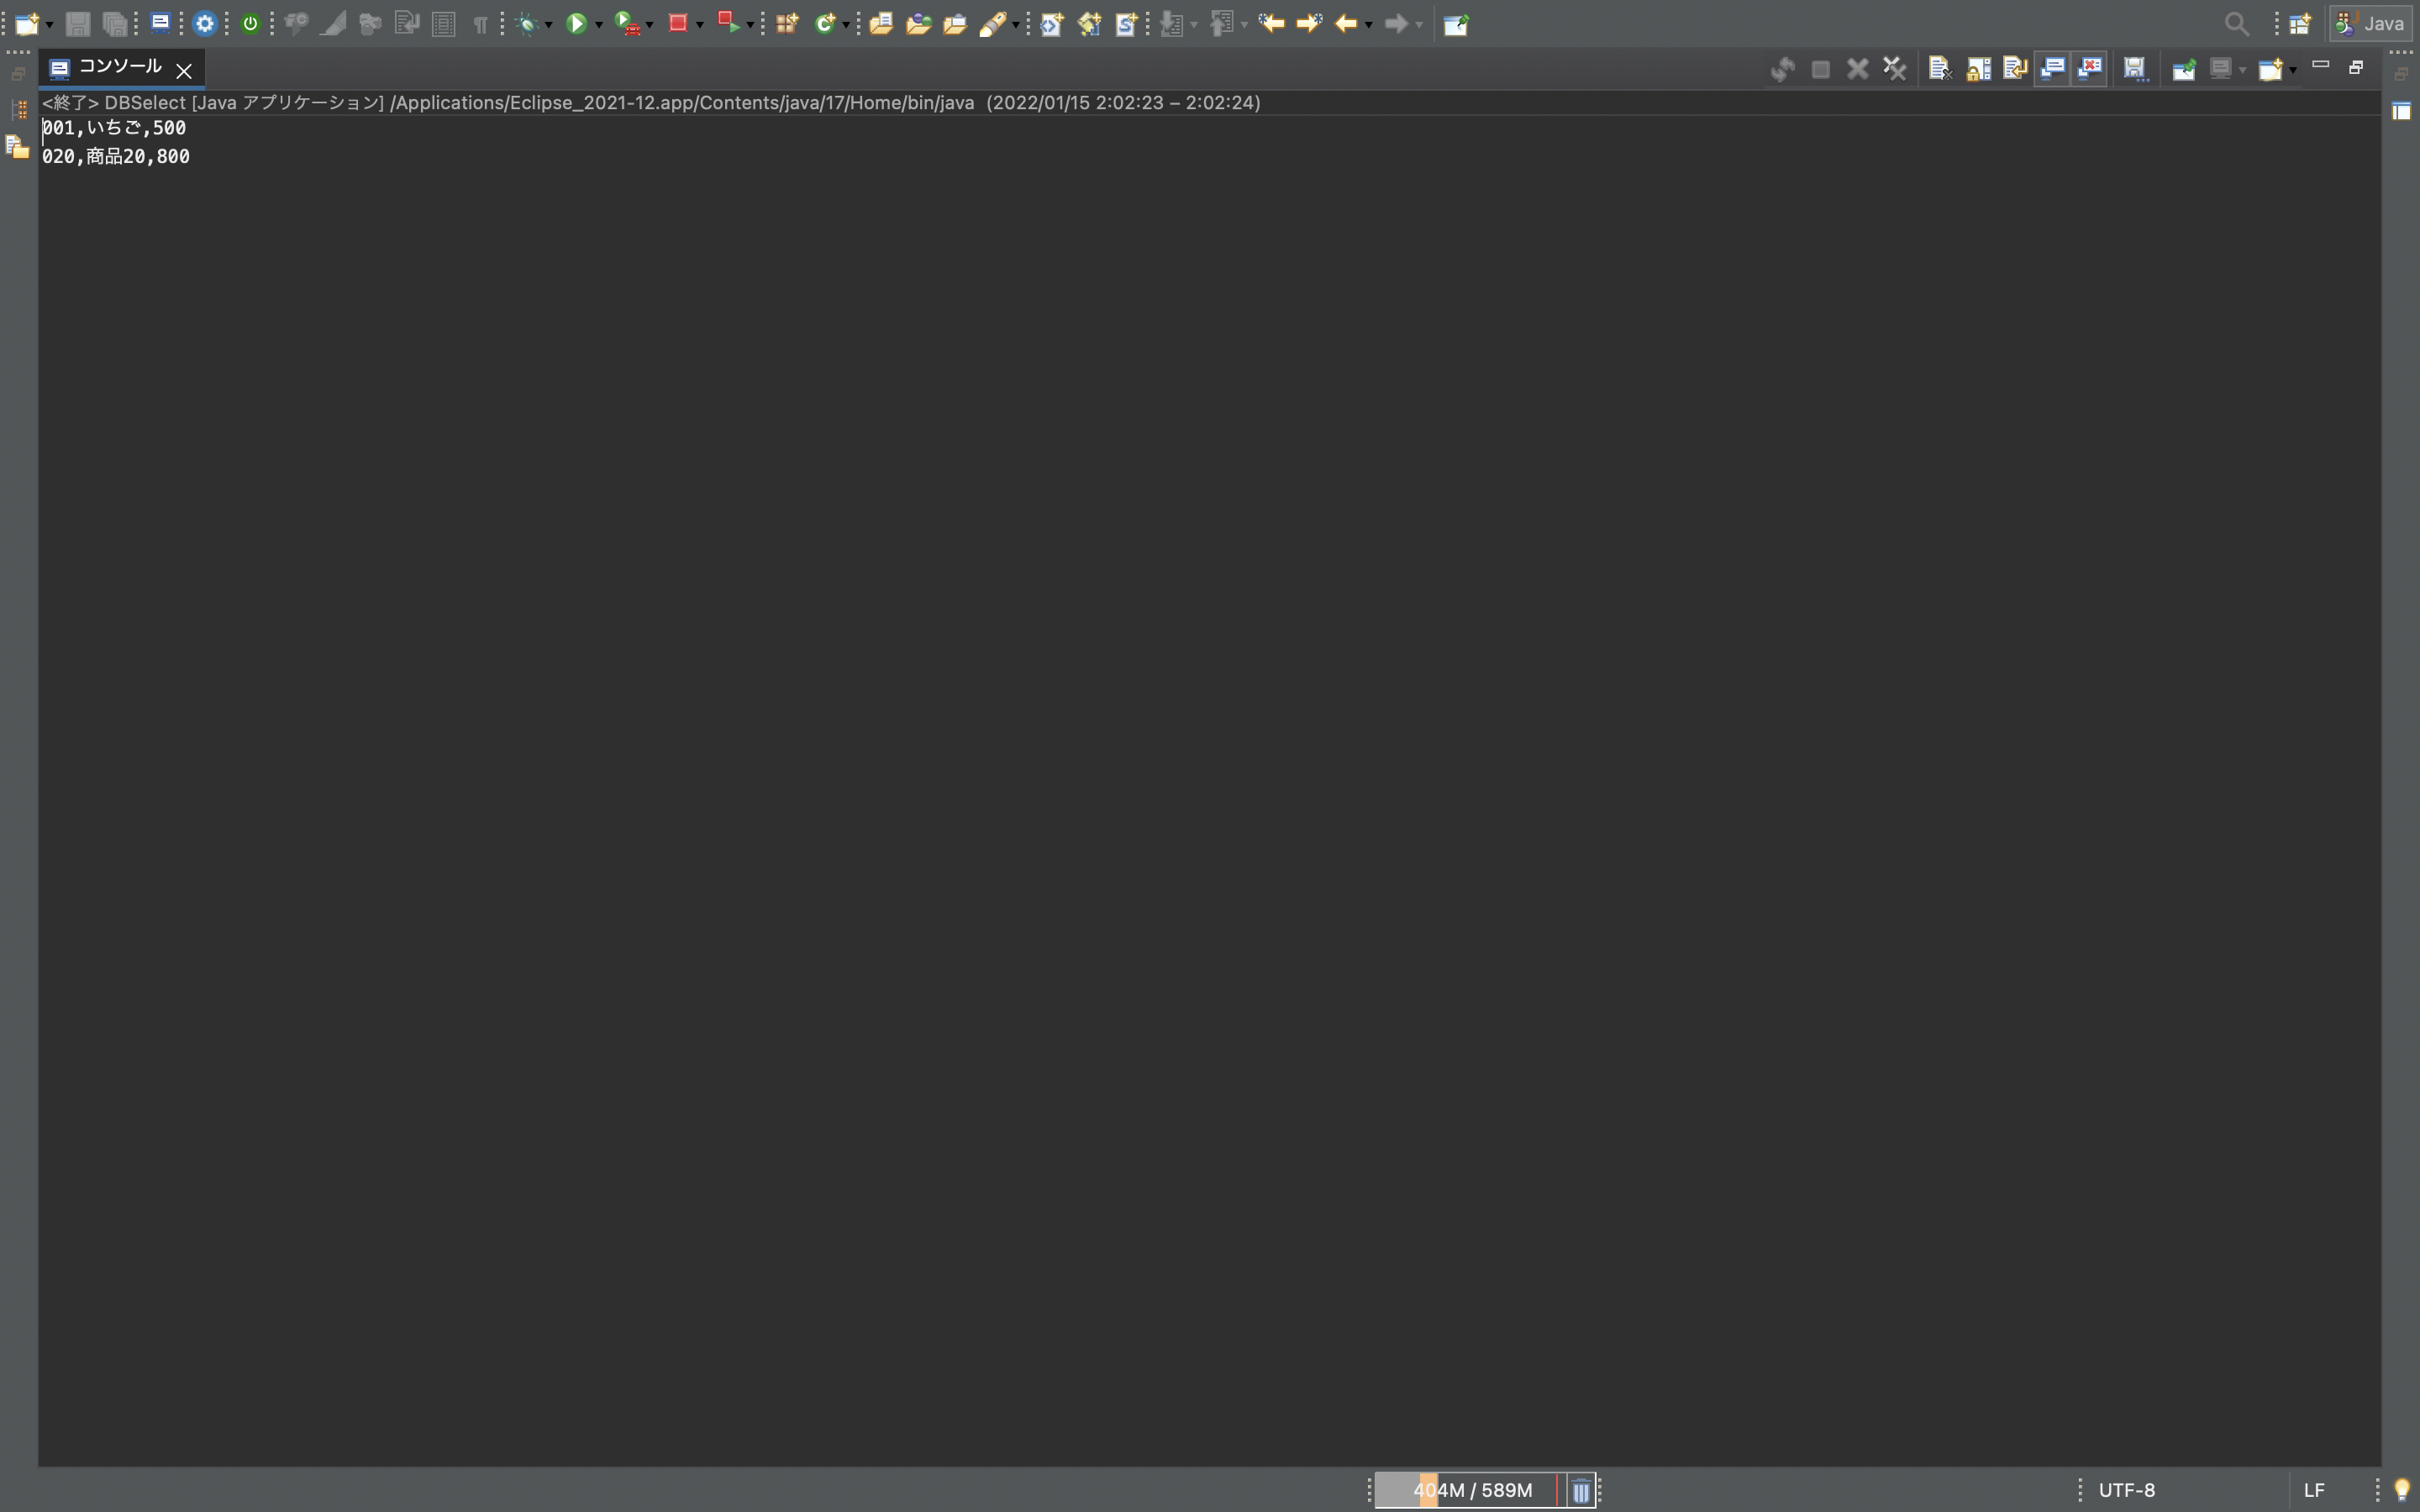 Java
コンソール
<終了> DBSelect [Java アプリケーション] /Applications/Eclipse_2021-12.app/Contents/java/17/Home/bin/java  (2022/01/15 2:02:23 – 2:02:24)
001,いちご,500
020,商品20,800
404M / 589M
UTF-8
LF